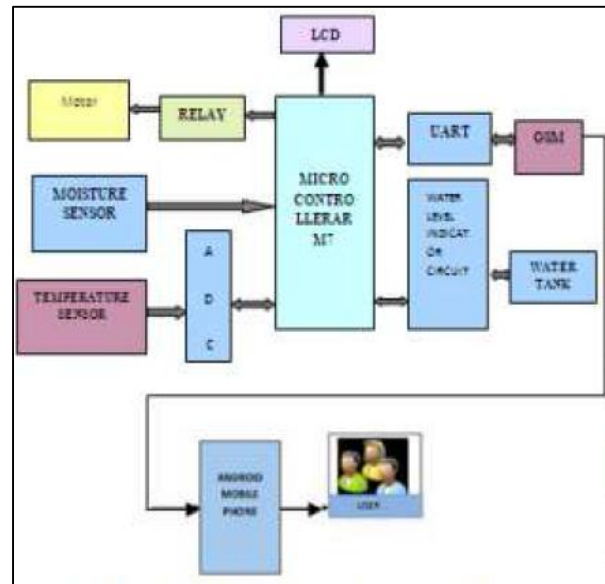 LCD
Motor
RELAY
UART
GSM
MOISTURE
SENSOR
MICRO
CONTRO
LLERAR
M7
WATER
LEVEL
INDICAT
OR
CIRCUIT
WATER
TANK
TEMPERATURE
SENSOR
A
D
C
ANDROID
MOBILE
PHONE
USER